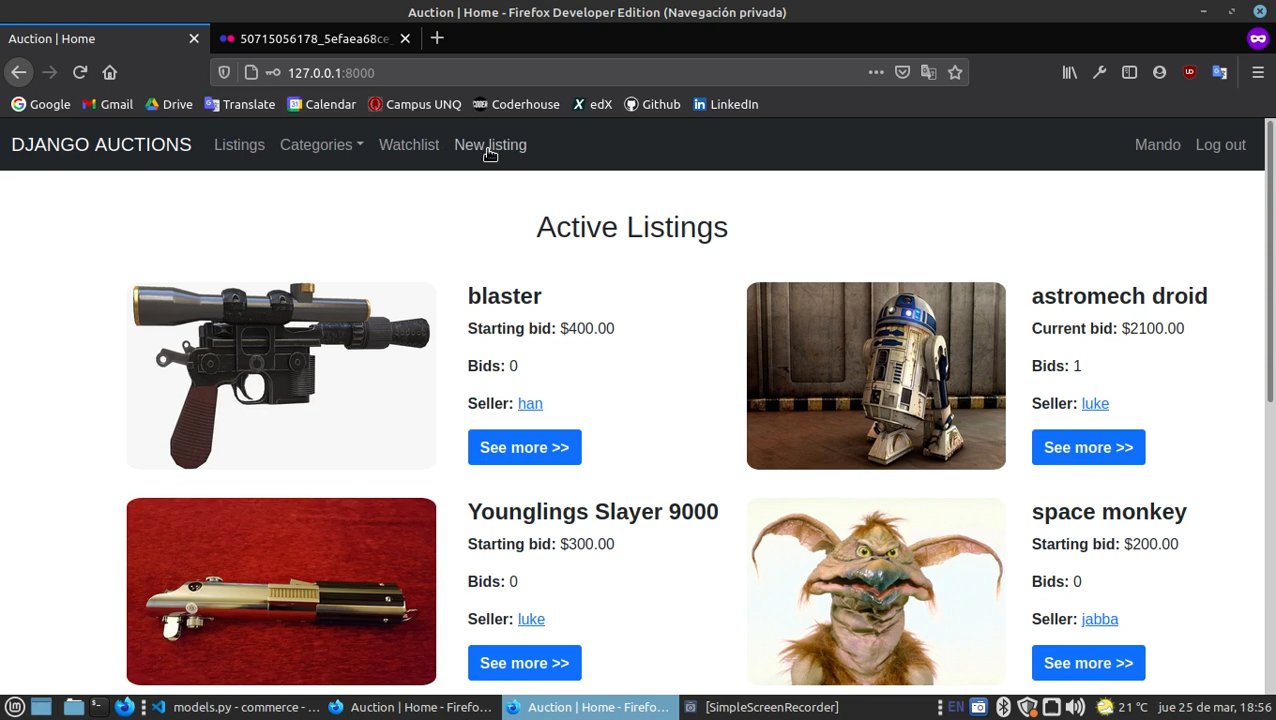 Auction | Home - Firefox Developer Edition (Navegación privada)
Auction | Home
50715056178_5efaea68ce_
127.0.0.1:8000
Google Gmail Drive Translate Calendar Campus UNQ Coderhouse edX Github LinkedIn
DJANGO AUCTIONS Listings Categories Watchlist New listing Mando Log out
Active Listings
blaster
Starting bid: $400.00
Bids: 0
Seller: han
See more >>
astromech droid
Current bid: $2100.00
Bids: 1
Seller: luke
See more >>
Younglings Slayer 9000
Starting bid: $300.00
Bids: 0
Seller: luke
See more >>
space monkey
Starting bid: $200.00
Bids: 0
Seller: jabba
See more >>
models.py - commerce - ... Auction | Home - Firefo... Auction | Home - Firefo... [SimpleScreenRecorder] EN 21 °C jue 25 de mar, 18:56